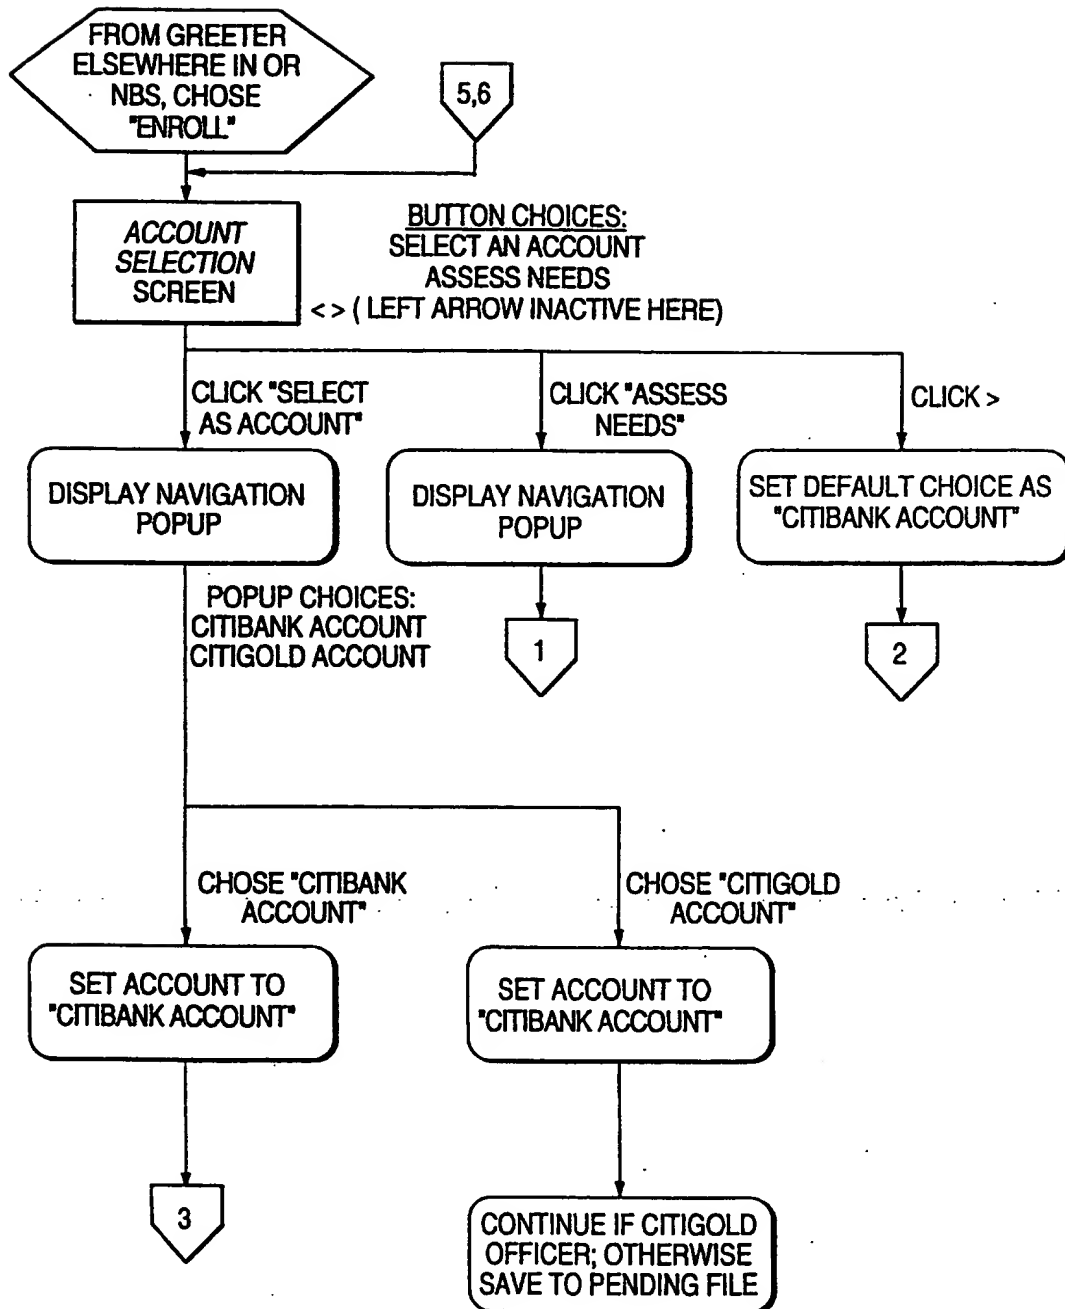 FROM GREETER
ELSEWHERE IN OR
NBS, CHOSE
"ENROLL"
5,6
ACCOUNT
SELECTION
SCREEN
BUTTON CHOICES:
SELECT AN ACCOUNT
ASSESS NEEDS
< > ( LEFT ARROW INACTIVE HERE)
CLICK "SELECT
AS ACCOUNT"
CLICK "ASSESS
NEEDS"
CLICK >
DISPLAY NAVIGATION
POPUP
DISPLAY NAVIGATION
POPUP
SET DEFAULT CHOICE AS
"CITIBANK ACCOUNT"
POPUP CHOICES:
CITIBANK ACCOUNT
CITIGOLD ACCOUNT
1
2
CHOSE "CITIBANK
ACCOUNT"
CHOSE "CITIGOLD
ACCOUNT"
SET ACCOUNT TO
"CITIBANK ACCOUNT"
SET ACCOUNT TO
"CITIBANK ACCOUNT"
3
CONTINUE IF CITIGOLD
OFFICER; OTHERWISE
SAVE TO PENDING FILE